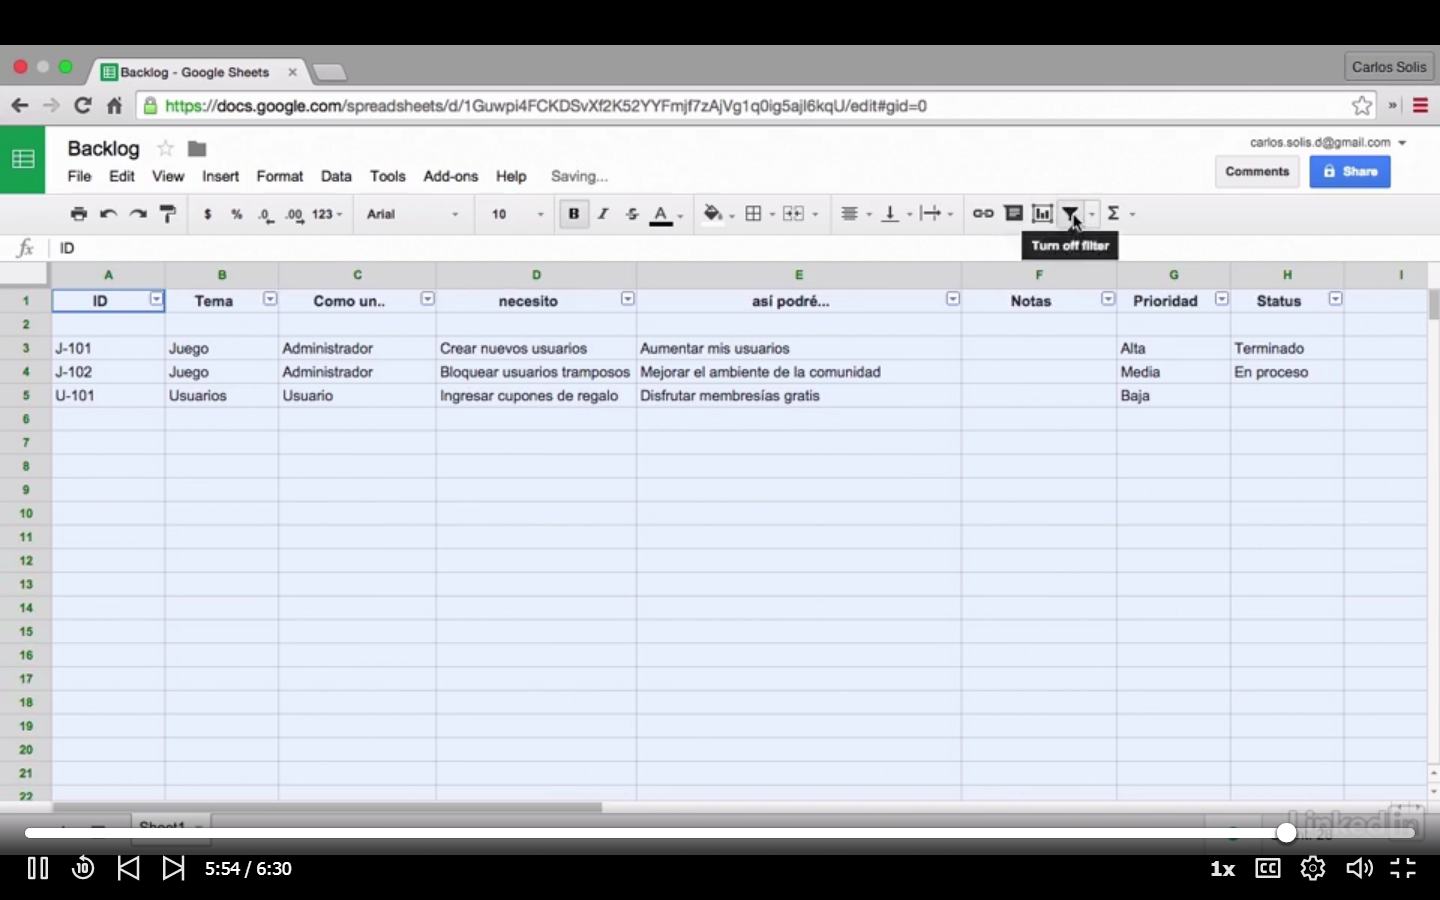 Backlog - Google Sheets
Carlos Solis
https://docs.google.com/spreadsheets/d/1Guwpi4FCKDSvXf2K52YYFmjf7zAjVg1q0ig5ajl6kqU/edit#gid=0
Backlog
carlos.solis.d@gmail.com
File Edit View Insert Format Data Tools Add-ons Help Saving...
Comments Share
$ % .0 .00 123 Arial 10 B I S A Σ
Turn off filter
fx ID
A B C D E F G H I
1 ID Tema Como un.. necesito así podré... Notas Prioridad Status
2
3 J-101 Juego Administrador Crear nuevos usuarios Aumentar mis usuarios Alta Terminado
4 J-102 Juego Administrador Bloquear usuarios tramposos Mejorar el ambiente de la comunidad Media En proceso
5 U-101 Usuarios Usuario Ingresar cupones de regalo Disfrutar membresías gratis Baja
6
7
8
9
10
11
12
13
14
15
16
17
18
19
20
21
22
Sheet1
LinkedIn
10 5:54 / 6:30 1x CC